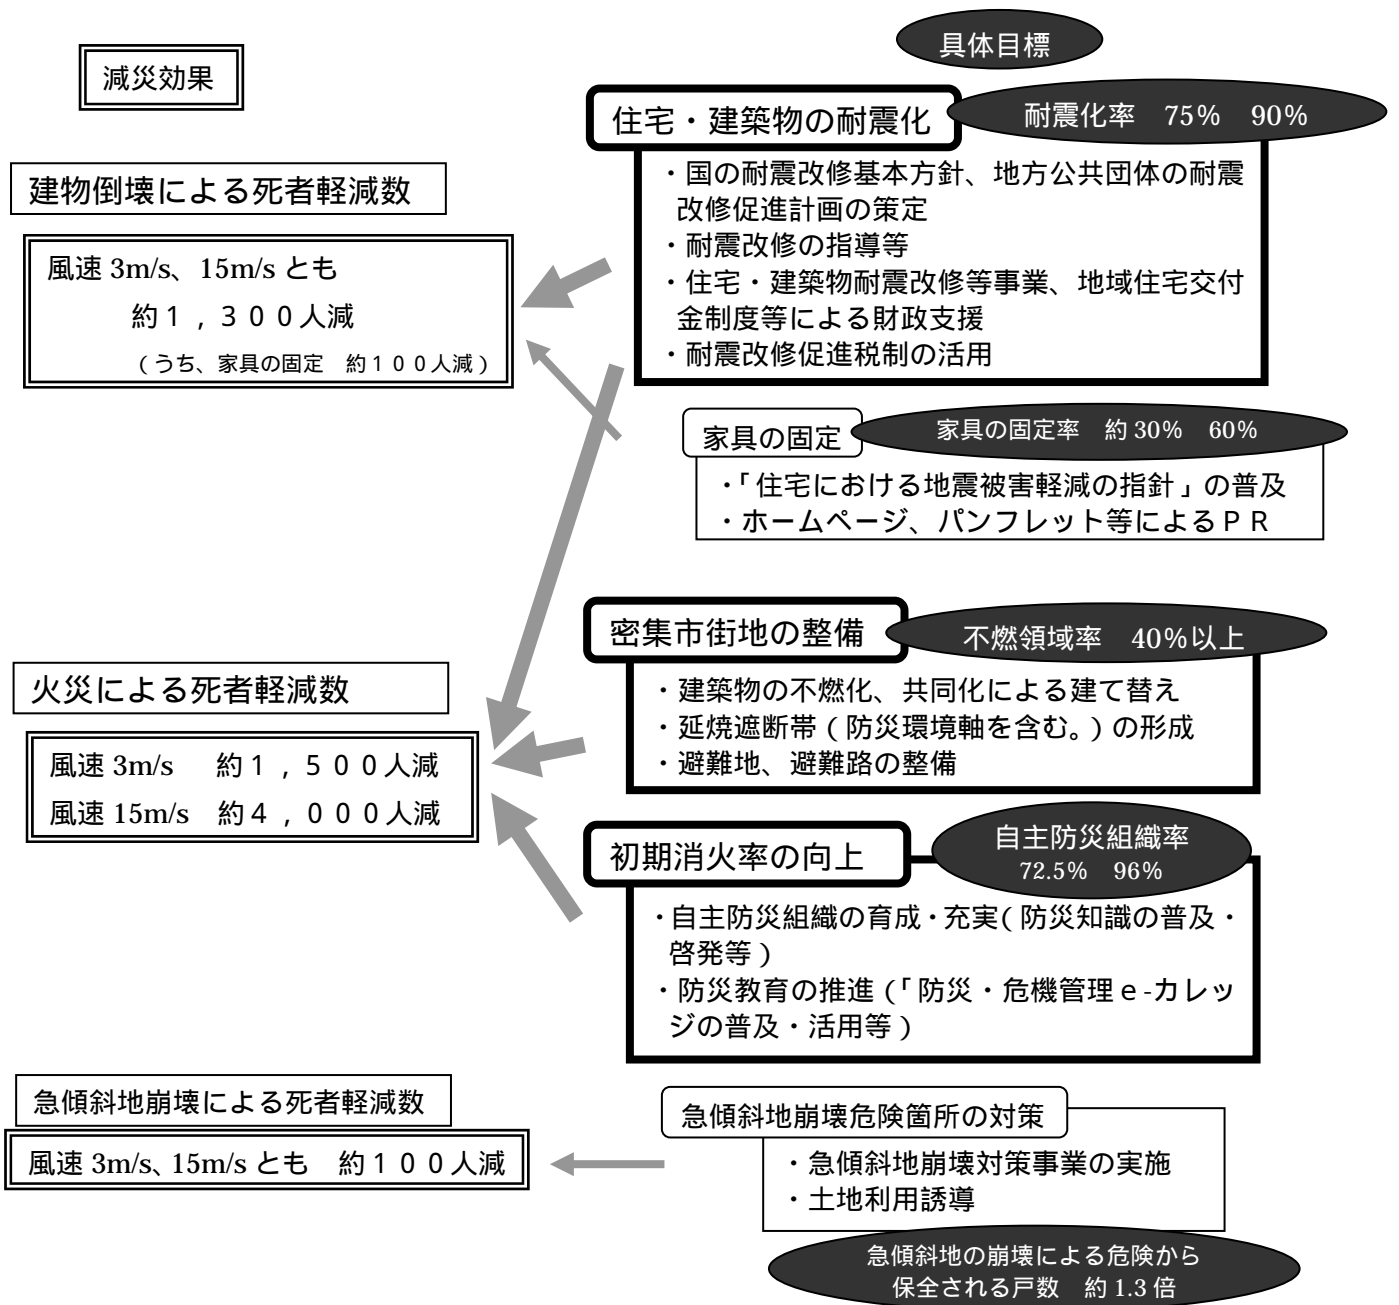 減災効果
具体目標
建物倒壊による死者軽減数
風速 3m/s、15m/s とも
約1,300人減
(うち、家具の固定 約100人減)
住宅・建築物の耐震化
耐震化率 75% 90%
・国の耐震改修基本方針、地方公共団体の耐震
改修促進計画の策定
・耐震改修の指導等
・住宅・建築物耐震改修等事業、地域住宅交付
金制度等による財政支援
・耐震改修促進税制の活用
家具の固定
家具の固定率 約 30% 60%
・「住宅における地震被害軽減の指針」の普及
・ホームページ、パンフレット等によるPR
火災による死者軽減数
風速 3m/s 約1,500人減
風速 15m/s 約4,000人減
密集市街地の整備
不燃領域率 40%以上
・建築物の不燃化、共同化による建て替え
・延焼遮断帯(防災環境軸を含む。)の形成
・避難地、避難路の整備
初期消火率の向上
自主防災組織率
72.5% 96%
・自主防災組織の育成・充実(防災知識の普及・
啓発等)
・防災教育の推進(「防災・危機管理e-カレッ
ジの普及・活用等)
急傾斜地崩壊による死者軽減数
風速 3m/s、15m/s とも 約100人減
急傾斜地崩壊危険箇所の対策
・急傾斜地崩壊対策事業の実施
・土地利用誘導
急傾斜地の崩壊による危険から
保全される戸数 約 1.3 倍